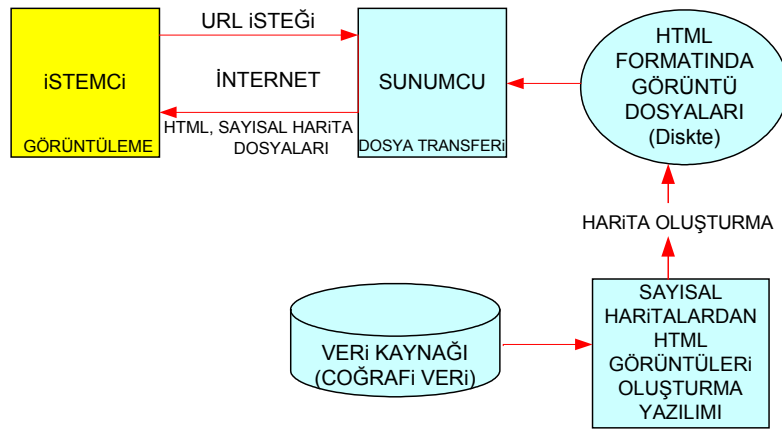 URL iSTEĞi
iSTEMCi
GÖRÜNTÜLEME
İNTERNET
HTML, SAYISAL HARiTA
DOSYALARI
SUNUMCU
DOSYA TRANSFERi
HTML
FORMATINDA
GÖRÜNTÜ
DOSYALARI
(Diskte)
HARiTA OLUŞTURMA
VERi KAYNAĞI
(COĞRAFi VERi)
SAYISAL
HARiTALARDAN
HTML
GÖRÜNTÜLERi
OLUŞTURMA
YAZILIMI